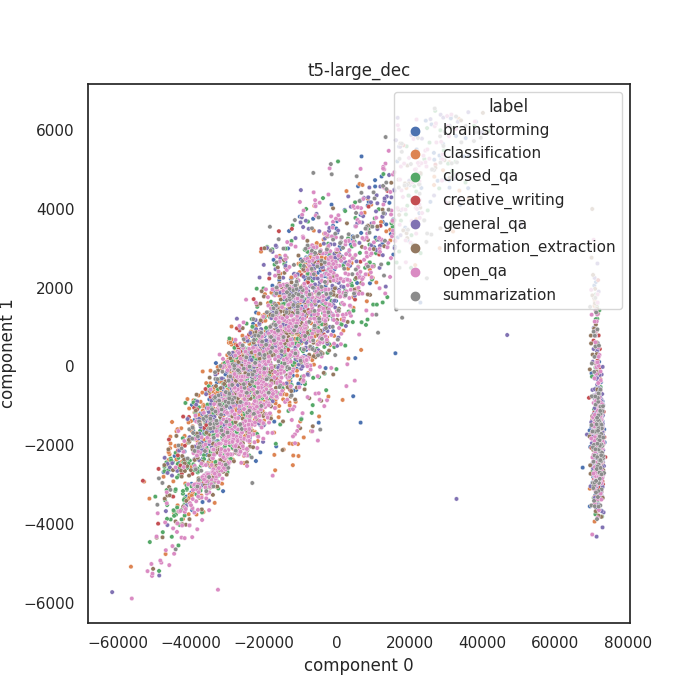 t5-large_dec
label
brainstorming
classification
closed_qa
creative_writing
general_qa
information_extraction
open_qa
summarization
6000
4000
2000
0
−2000
−4000
−6000
component 1
−60000 −40000 −20000 0 20000 40000 60000 80000
component 0